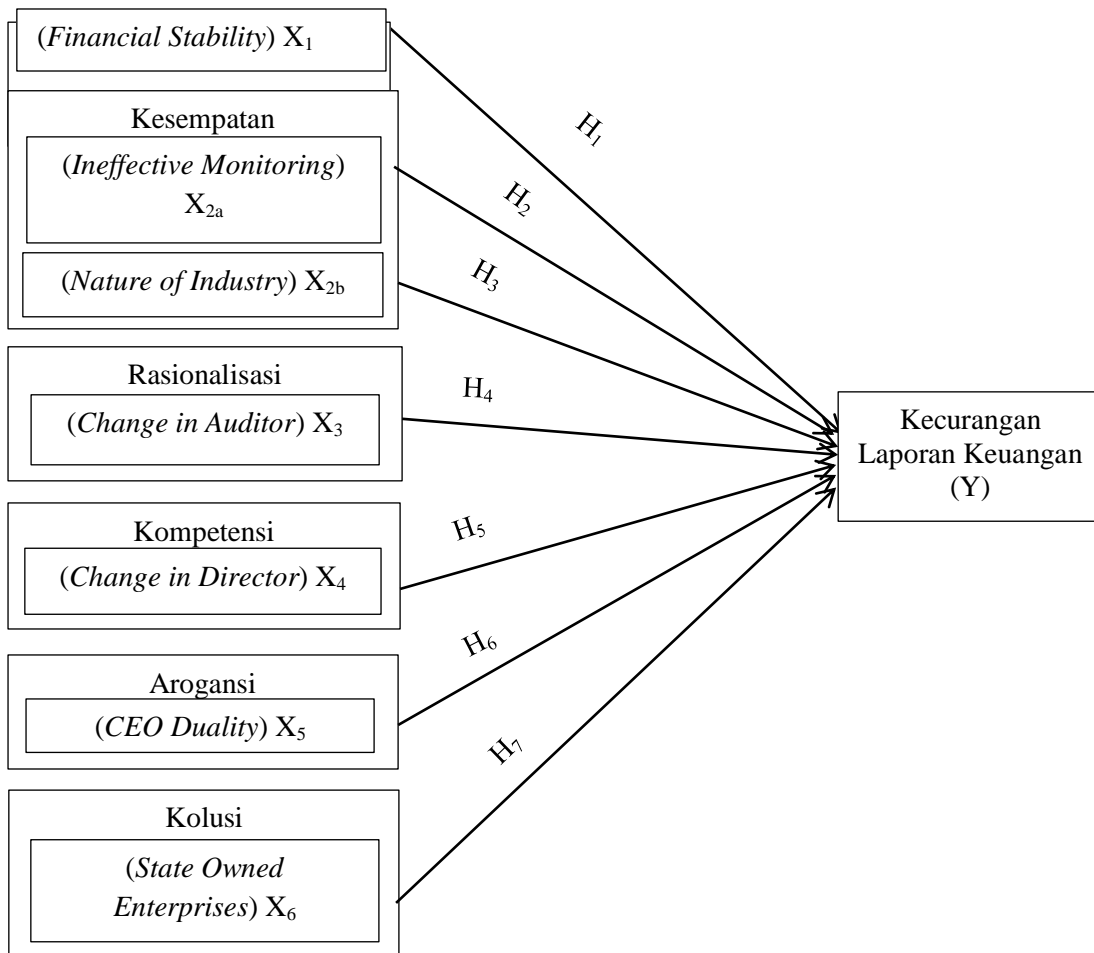 (Financial Stability) X₁
Kesempatan
(Ineffective Monitoring)
X₂ₐ
(Nature of Industry) X₂b
Rasionalisasi
(Change in Auditor) X₃
Kompetensi
(Change in Director) X₄
Arogansi
(CEO Duality) X₅
Kolusi
(State Owned
Enterprises) X₆
H₁
H₂
H₃
H₄
H₅
H₆
H₇
Kecurangan
Laporan Keuangan
(Y)